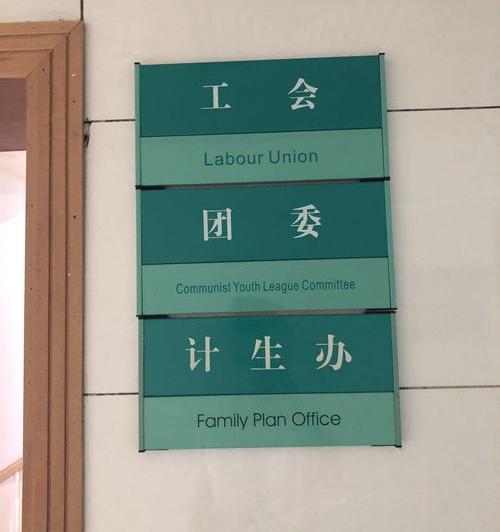 工会
Labour Union
团委
Communist Youth League Committee
计生办
Family Plan Office